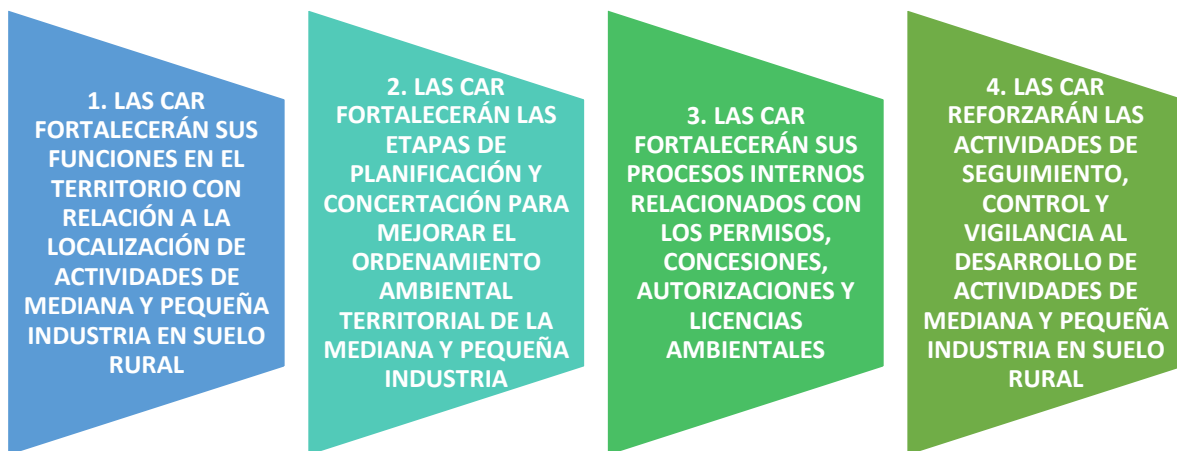 1. LAS CAR
FORTALECERÁN SUS
FUNCIONES EN EL
TERRITORIO CON
RELACIÓN A LA
LOCALIZACIÓN DE
ACTIVIDADES DE
MEDIANA Y PEQUEÑA
INDUSTRIA EN SUELO
RURAL
2. LAS CAR
FORTALECERÁN LAS
ETAPAS DE
PLANIFICACIÓN Y
CONCERTACIÓN PARA
MEJORAR EL
ORDENAMIENTO
AMBIENTAL
TERRITORIAL DE LA
MEDIANA Y PEQUEÑA
INDUSTRIA
3. LAS CAR
FORTALECERÁN SUS
PROCESOS INTERNOS
RELACIONADOS CON
LOS PERMISOS,
CONCESIONES,
AUTORIZACIONES Y
LICENCIAS
AMBIENTALES
4. LAS CAR
REFORZARÁN LAS
ACTIVIDADES DE
SEGUIMIENTO,
CONTROL Y
VIGILANCIA AL
DESARROLLO DE
ACTIVIDADES DE
MEDIANA Y PEQUEÑA
INDUSTRIA EN SUELO
RURAL